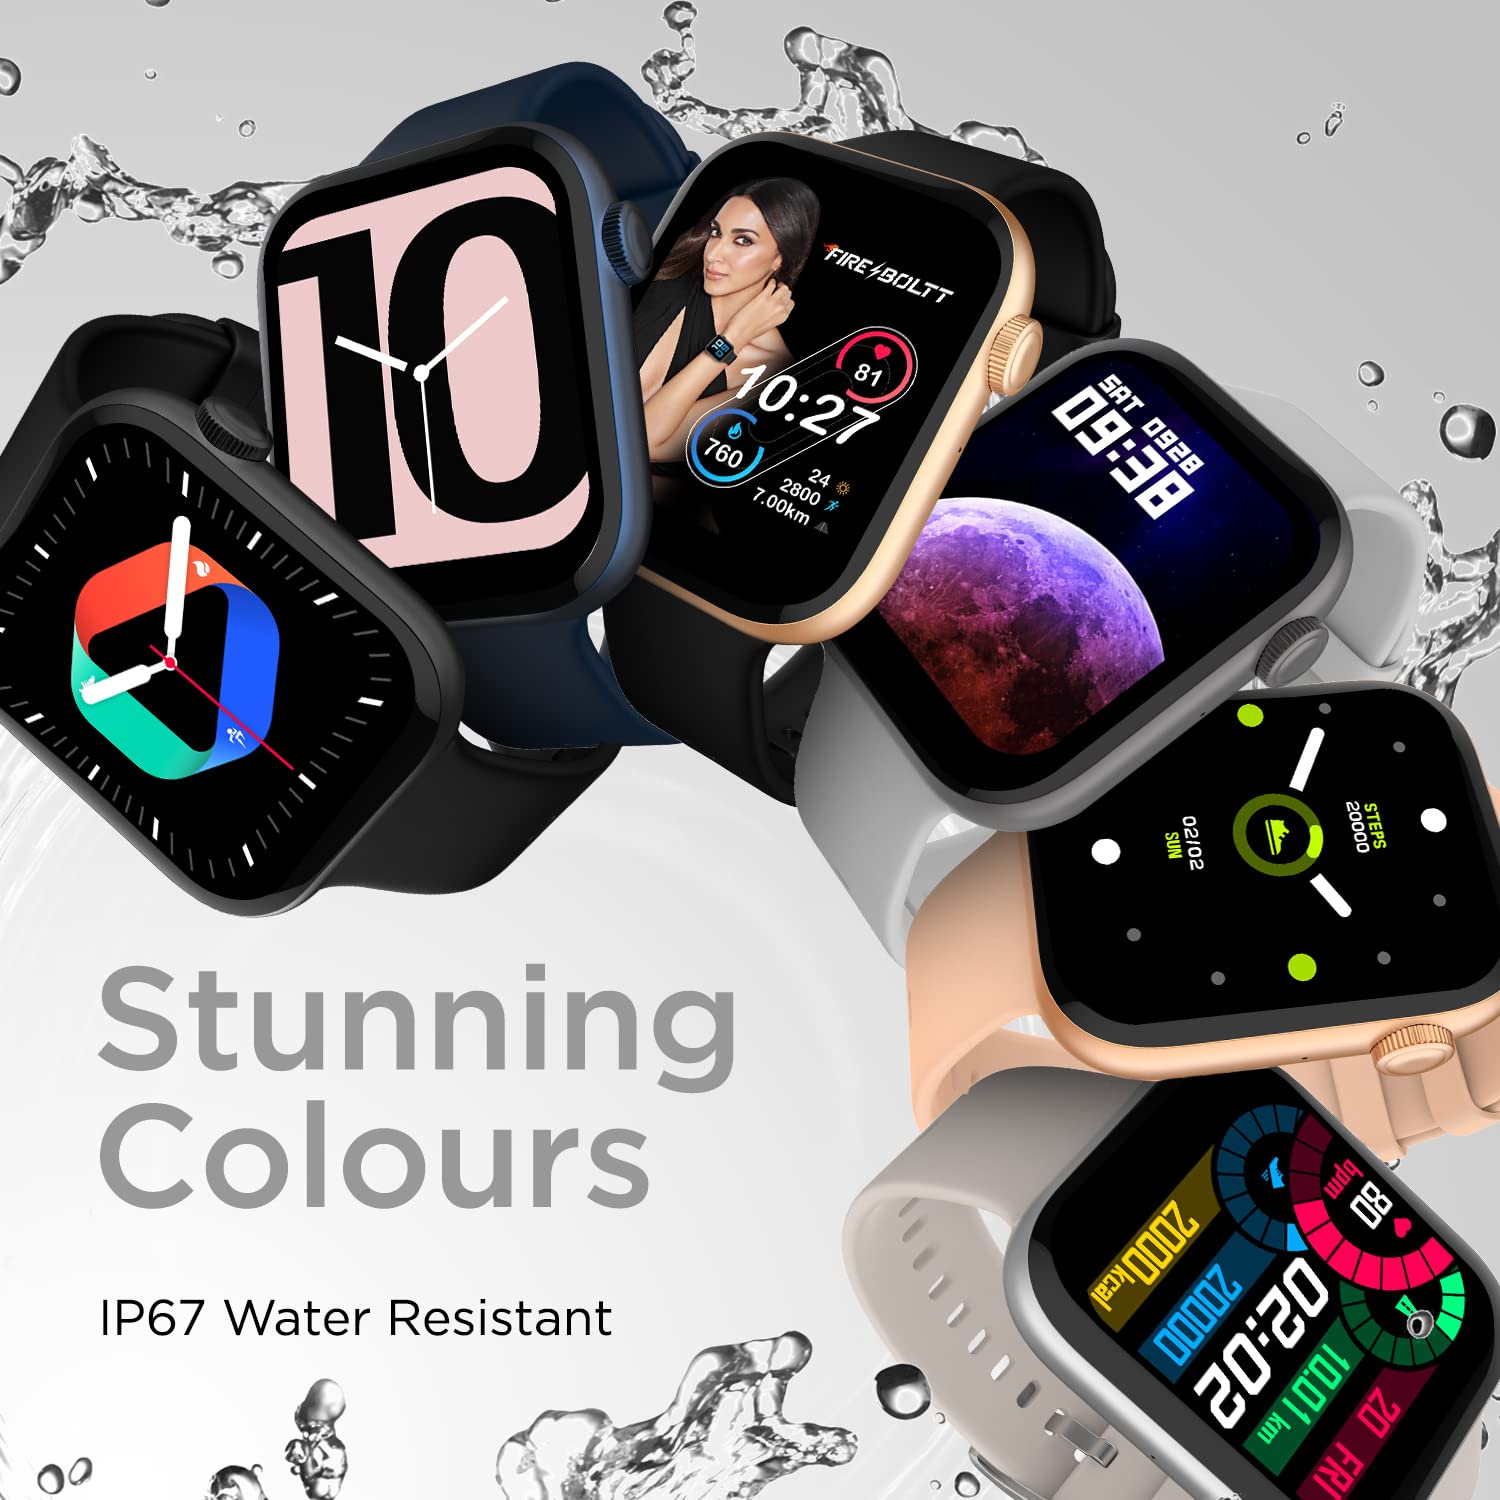 10
FIRE-BOLTT
81
10:27
760
24
2800
7.00km
SAT 0928
09:38
STEPS
20000
02/02
SUN
80
bpm
2000kcal
20000
02:02
10.01km
20 FRI
Stunning
Colours
IP67 Water Resistant